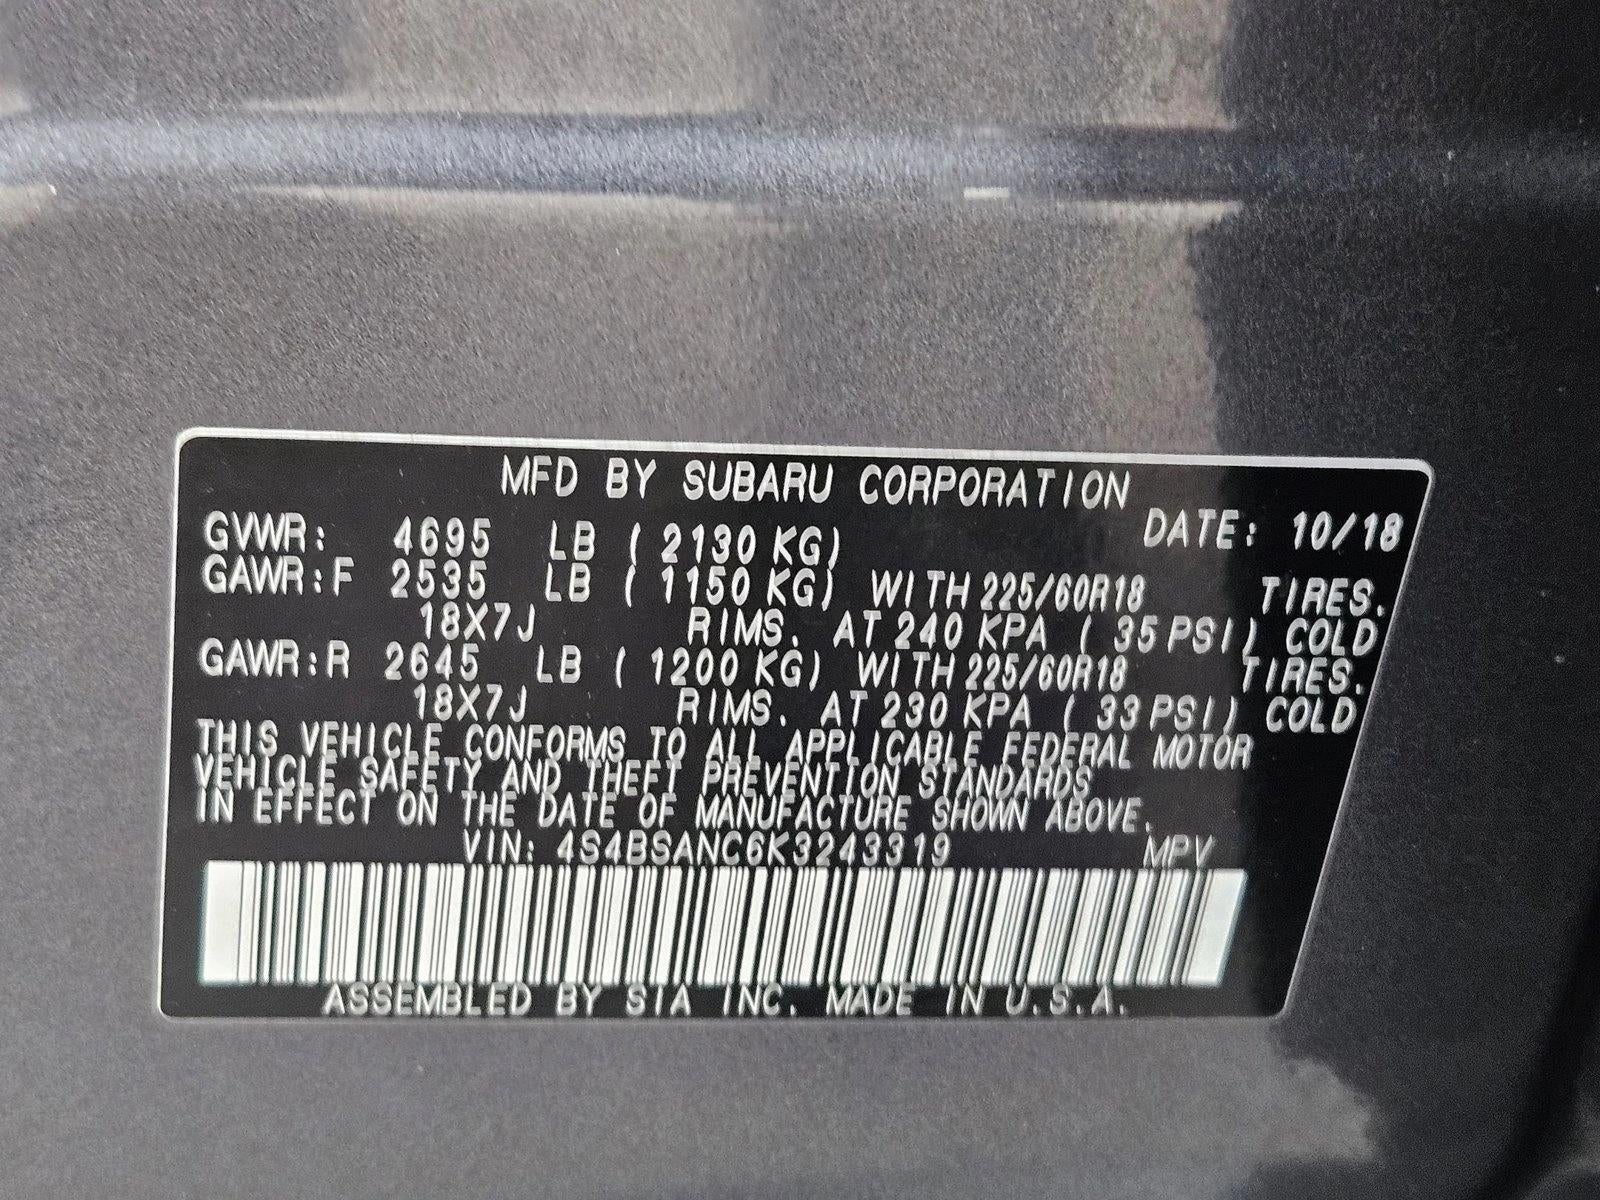 MFD BY SUBARU CORPORATION
DATE: 10/18
GVWR: 4695 LB ( 2130 KG)
GAWR:F 2535 LB ( 1150 KG) WITH 225/60R18 TIRES.
18X7J RIMS. AT 240 KPA ( 35 PSI) COLD
GAWR:R 2645 LB ( 1200 KG) WITH 225/60R18 TIRES.
18X7J RIMS. AT 230 KPA ( 33 PSI) COLD
THIS VEHICLE CONFORMS TO ALL APPLICABLE FEDERAL MOTOR
VEHICLE SAFETY AND THEFT PREVENTION STANDARDS
IN EFFECT ON THE DATE OF MANUFACTURE SHOWN ABOVE.
VIN: 4S4BSANC6K3243319 MPV
ASSEMBLED BY SIA INC. MADE IN U.S.A.